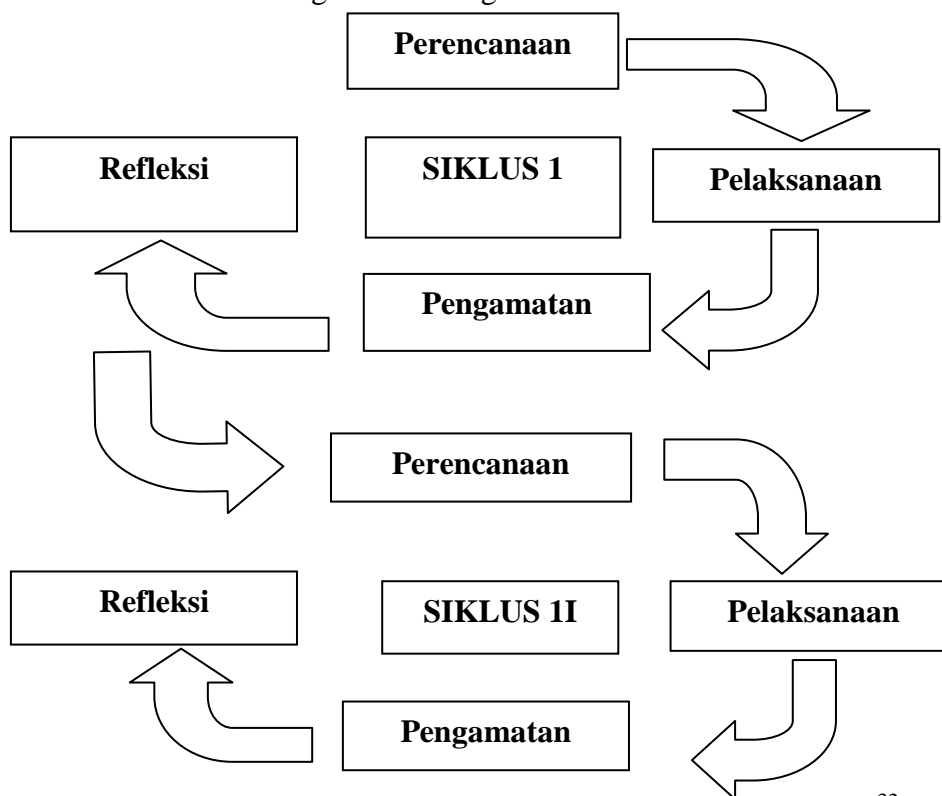 Perencanaan
Refleksi
SIKLUS 1
Pelaksanaan
Pengamatan
Perencanaan
Refleksi
SIKLUS 1I
Pelaksanaan
Pengamatan